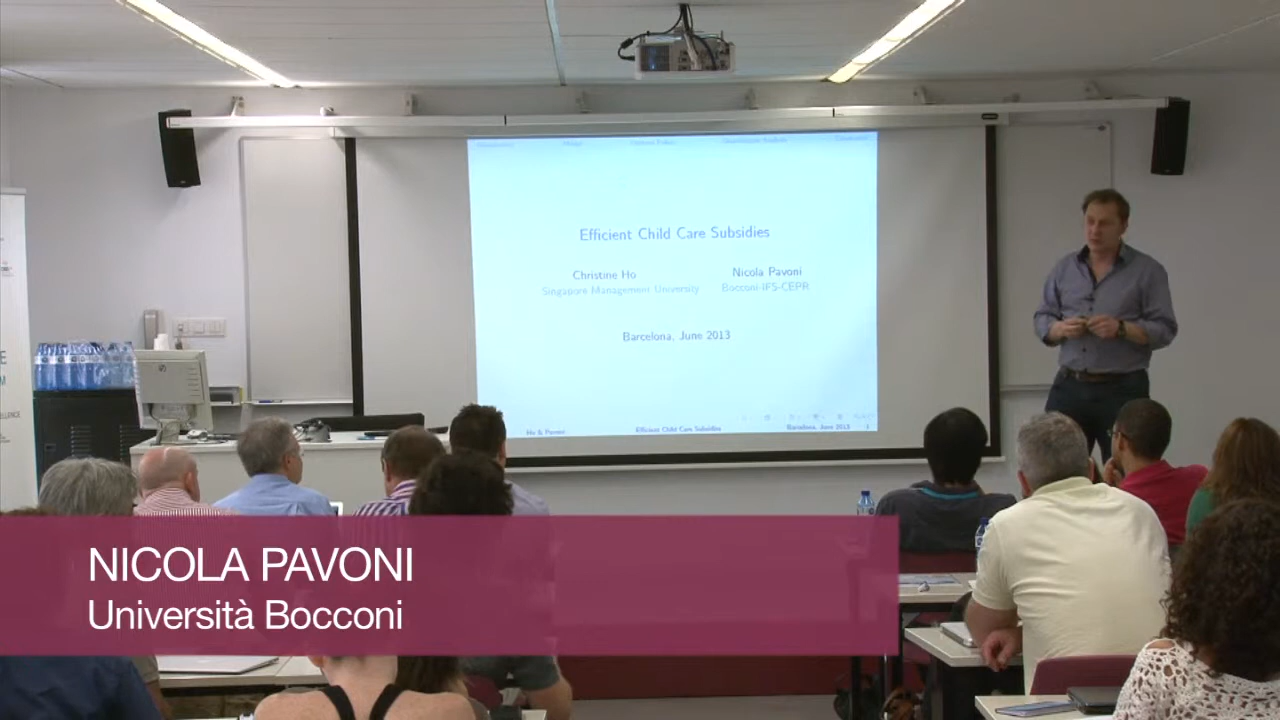 Efficient Child Care Subsidies
Christine Ho
Nicola Pavoni
Singapore Management University
Bocconi-IFS-CEPR
Barcelona, June 2013
Ho & Pavoni
Efficient Child Care Subsidies
Barcelona, June 2013
NICOLA PAVONI
Università Bocconi